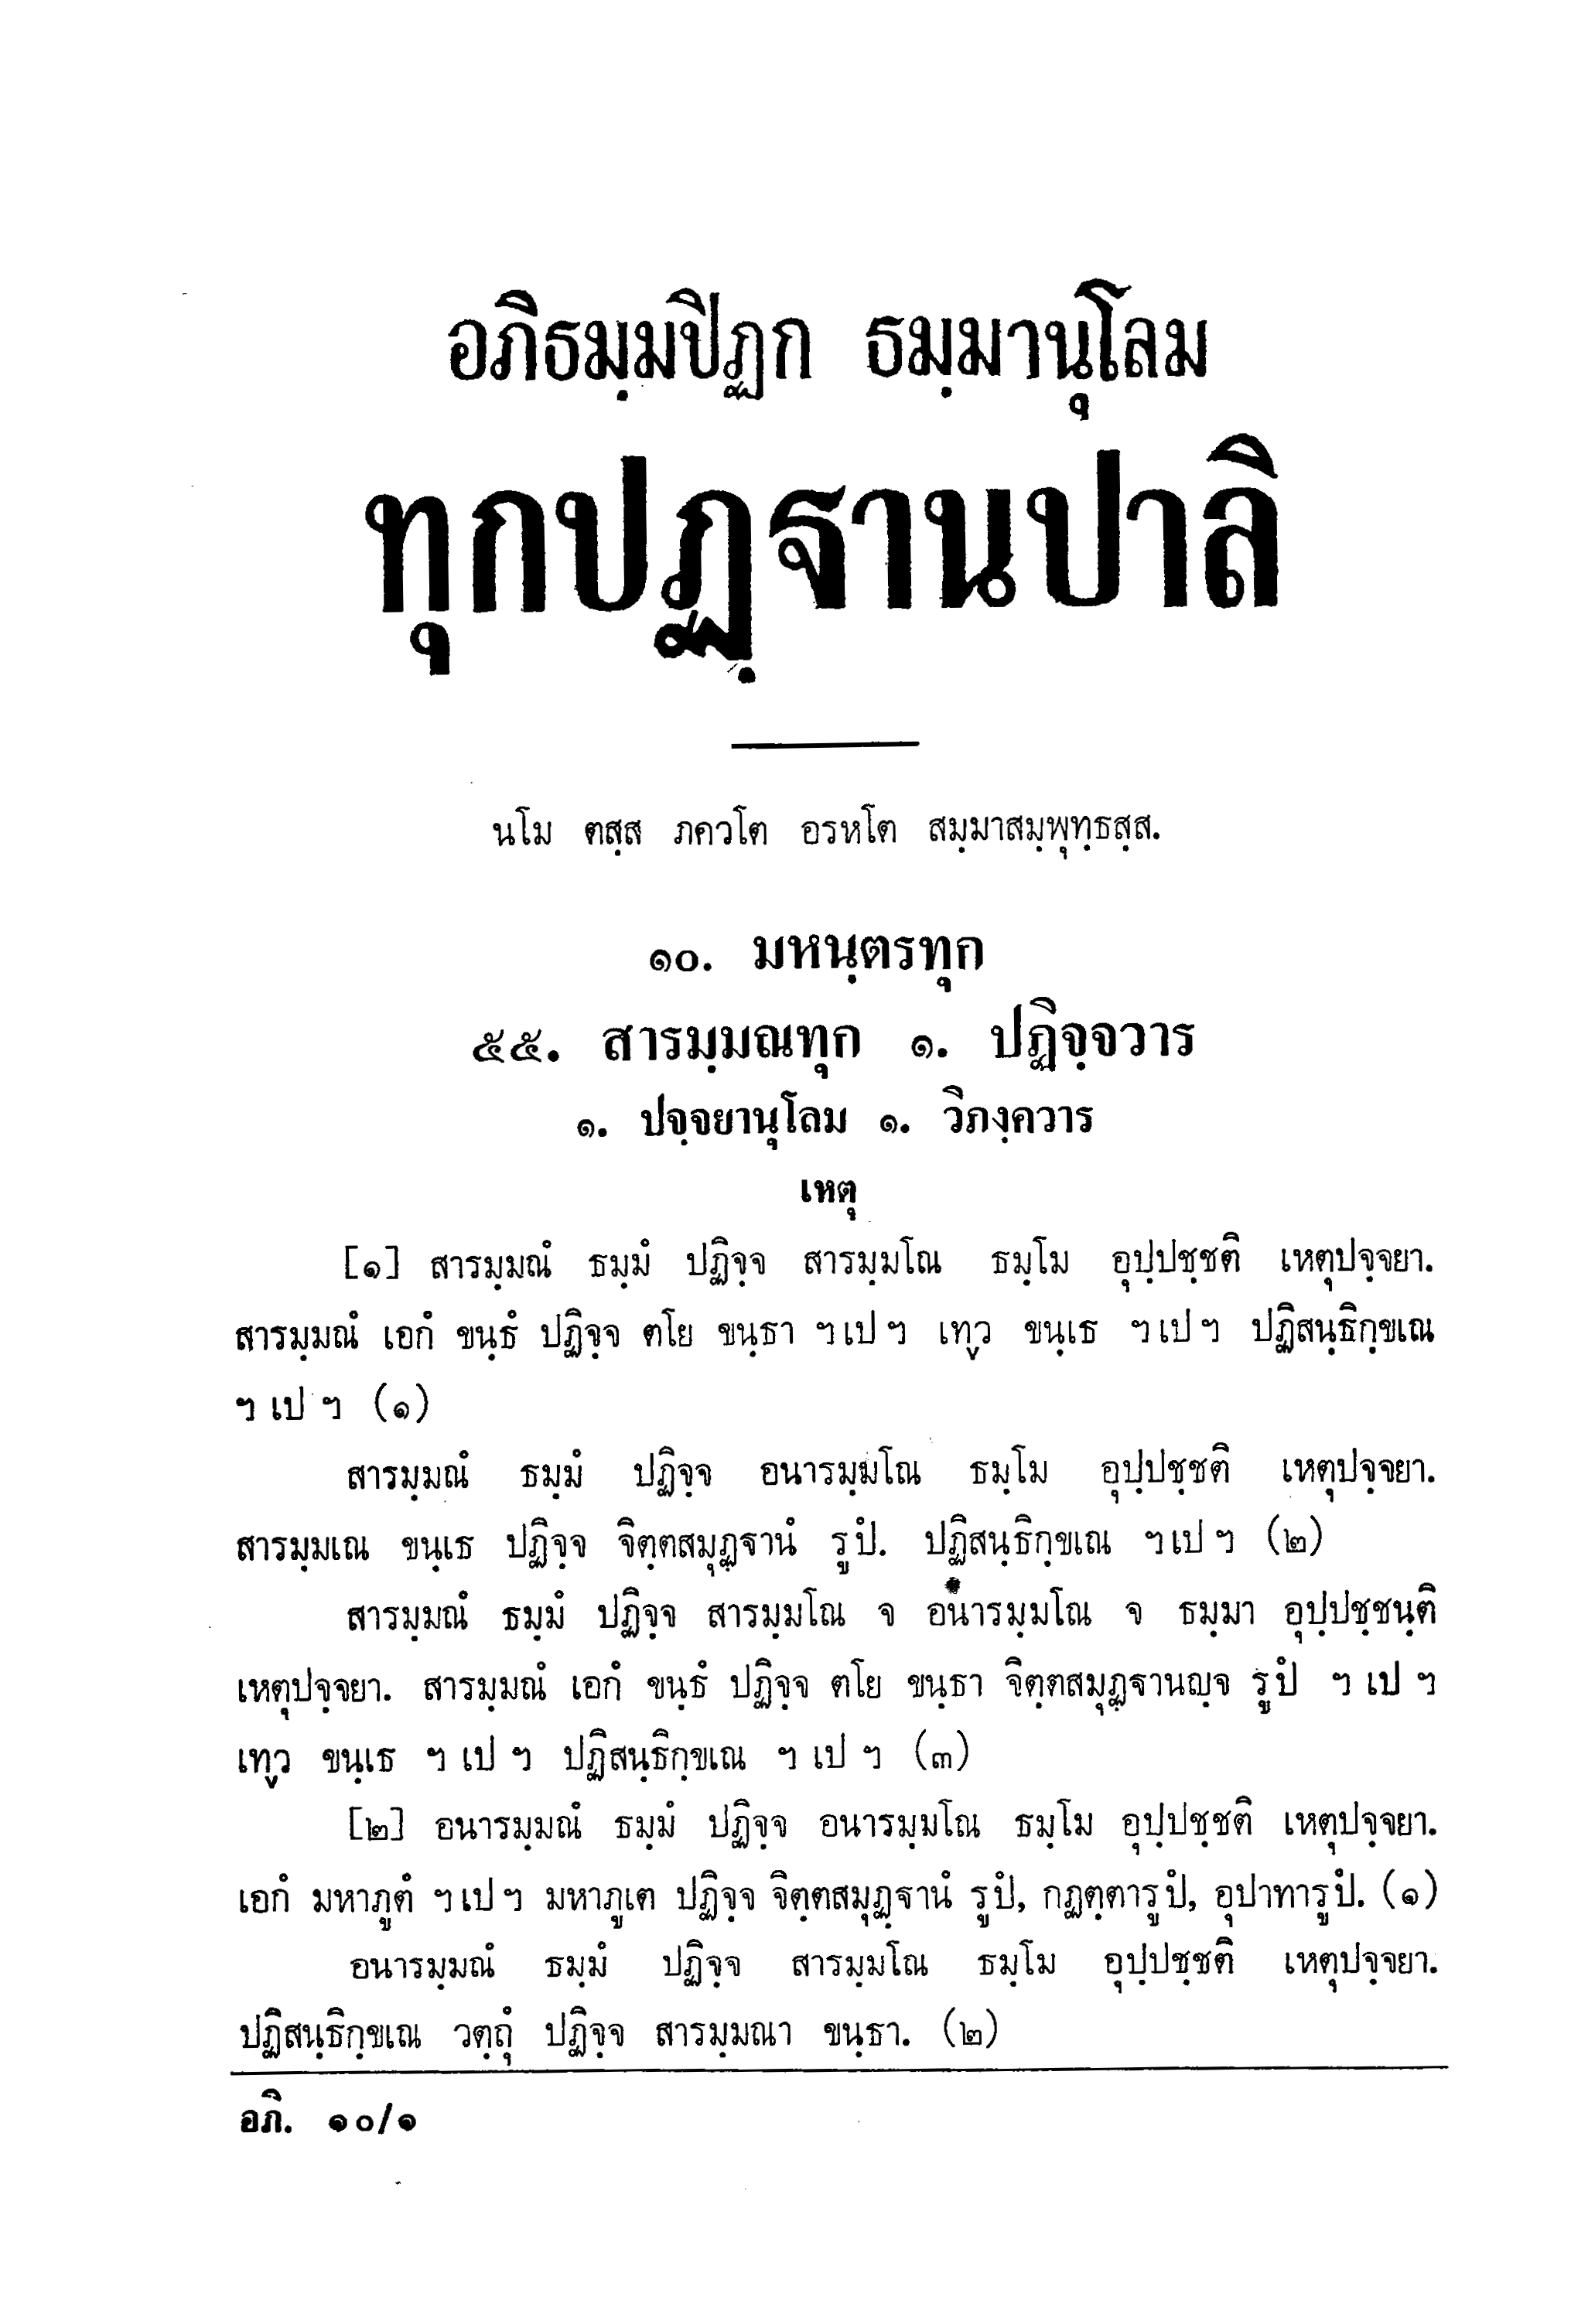 อภิธมฺมปิฏก ธมฺมานุโลม
ทุกปฏฺฐานปาลิ
นโม ตสฺส ภควโต อรหโต สมฺมาสมฺพุทฺธสฺส.
๑๐. มหนฺตรทุก
๕๕. สารมฺมณทุก ๑. ปฏิจฺจวาร
๑. ปจฺจยานุโลม ๑. วิภงฺควาร
เหตุ
[๑] สารมฺมณํ ธมฺมํ ปฏิจฺจ สารมฺมโณ ธมฺโม อุปฺปชฺชติ เหตุปจฺจยา.
สารมฺมณํ เอกํ ขนฺธํ ปฏิจฺจ ตโย ขนฺธา ฯเปฯ เทฺว ขนฺเธ ฯเปฯ ปฏิสนฺธิกฺขเณ
ฯ เป ฯ (๑)
สารมฺมณํ ธมฺมํ ปฏิจฺจ อนารมฺมโณ ธมฺโม อุปฺปชฺชติ เหตุปจฺจยา.
สารมฺมเณ ขนฺเธ ปฏิจฺจ จิตฺตสมุฏฺฐานํ รูปํ. ปฏิสนฺธิกฺขเณ ฯเปฯ (๒)
สารมฺมณํ ธมฺมํ ปฏิจฺจ สารมฺมโณ จ อนารมฺมโณ จ ธมฺมา อุปฺปชฺชนฺติ
เหตุปจฺจยา. สารมฺมณํ เอกํ ขนฺธํ ปฏิจฺจ ตโย ขนฺธา จิตฺตสมุฏฺฐานญฺจ รูปํ ฯ เป ฯ
เทฺว ขนฺเธ ฯ เป ฯ ปฏิสนฺธิกฺขเณ ฯ เป ฯ (๓)
[๒] อนารมฺมณํ ธมฺมํ ปฏิจฺจ อนารมฺมโณ ธมฺโม อุปฺปชฺชติ เหตุปจฺจยา.
เอกํ มหาภูตํ ฯเปฯ มหาภูเต ปฏิจฺจ จิตฺตสมุฏฺฐานํ รูปํ, กฏตฺตารูปํ, อุปาทารูปํ. (๑)
อนารมฺมณํ ธมฺมํ ปฏิจฺจ สารมฺมโณ ธมฺโม อุปฺปชฺชติ เหตุปจฺจยา.
ปฏิสนฺธิกฺขเณ วตฺถุํ ปฏิจฺจ สารมฺมณา ขนฺธา. (๒)
อภิ. ๑๐/๑